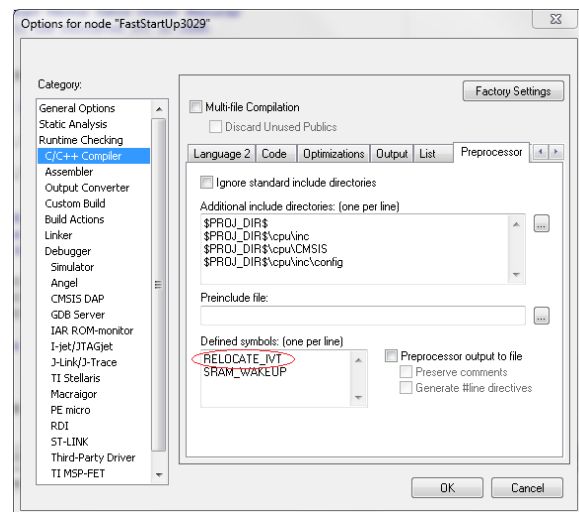 Options for node "FastStartUp3029"
Category:
General Options
Static Analysis
Runtime Checking
C/C++ Compiler
Assembler
Output Converter
Custom Build
Build Actions
Linker
Debugger
Simulator
Angel
CMSIS DAP
GDB Server
IAR ROM-monitor
I-jet/JTAGjet
J-Link/J-Trace
TI Stellaris
Macraigor
PE micro
RDI
ST-LINK
Third-Party Driver
TI MSP-FET
Factory Settings
Multi-file Compilation
Discard Unused Publics
Language 2 Code Optimizations Output List Preprocessor
Ignore standard include directories
Additional include directories: (one per line)
$PROJ_DIR$
$PROJ_DIR$\cpu\inc
$PROJ_DIR$\cpu\CMSIS
$PROJ_DIR$\cpu\inc\config
...
Preinclude file:
...
Defined symbols: (one per line)
RELOCATE_IVT
SRAM_WAKEUP
Preprocessor output to file
Preserve comments
Generate #line directives
OK Cancel